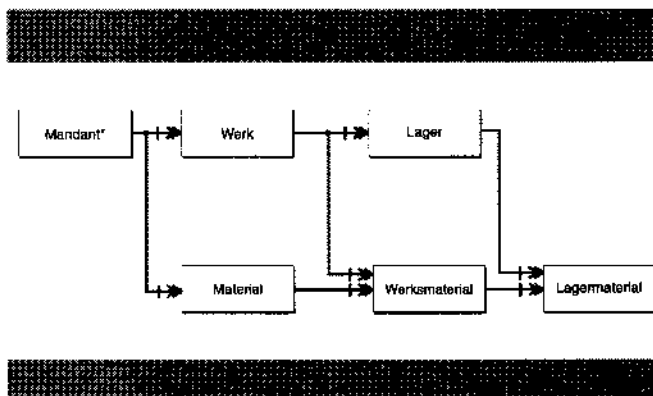 Mandant*
Werk
Lager
Material
Werksmaterial
Lagermaterial